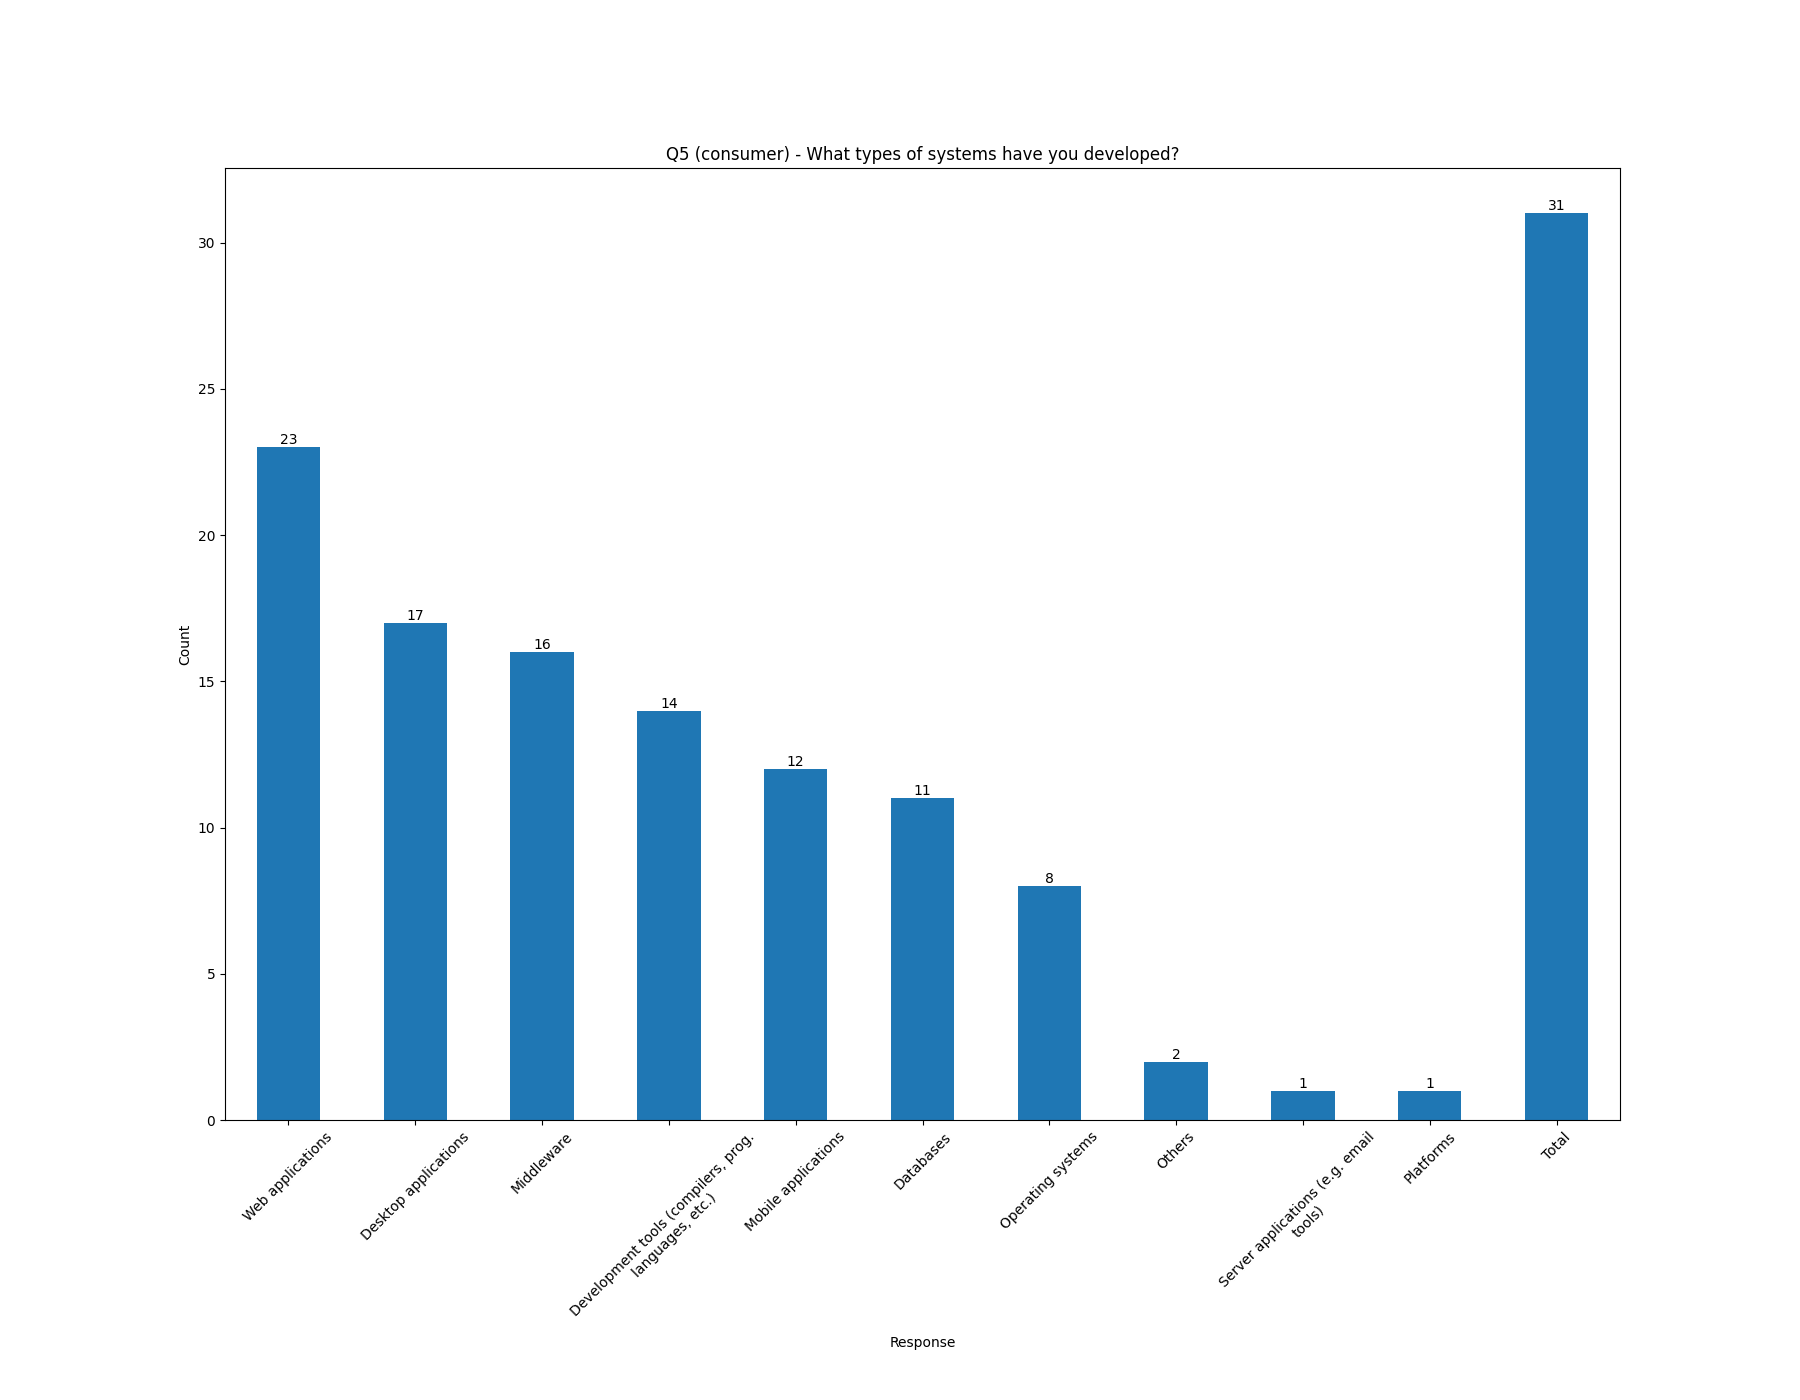 Q5 (consumer) - What types of systems have you developed?
Count
30
25
20
15
10
5
0
23
17
16
14
12
11
8
2
1
1
31
Web applications
Desktop applications
Middleware
Development tools (compilers, prog.
languages, etc.)
Mobile applications
Databases
Operating systems
Others
Server applications (e.g. email
tools)
Platforms
Total
Response